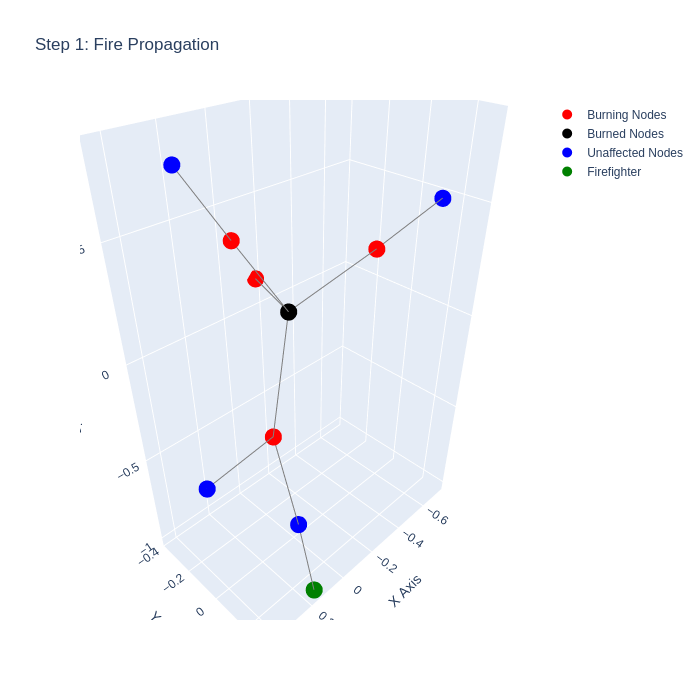 Step 1: Fire Propagation
Burning Nodes
Burned Nodes
Unaffected Nodes
Firefighter
0
−0.5
−1
−0.4
−0.2
0
Y
−0.6
−0.4
−0.2
0
X Axis